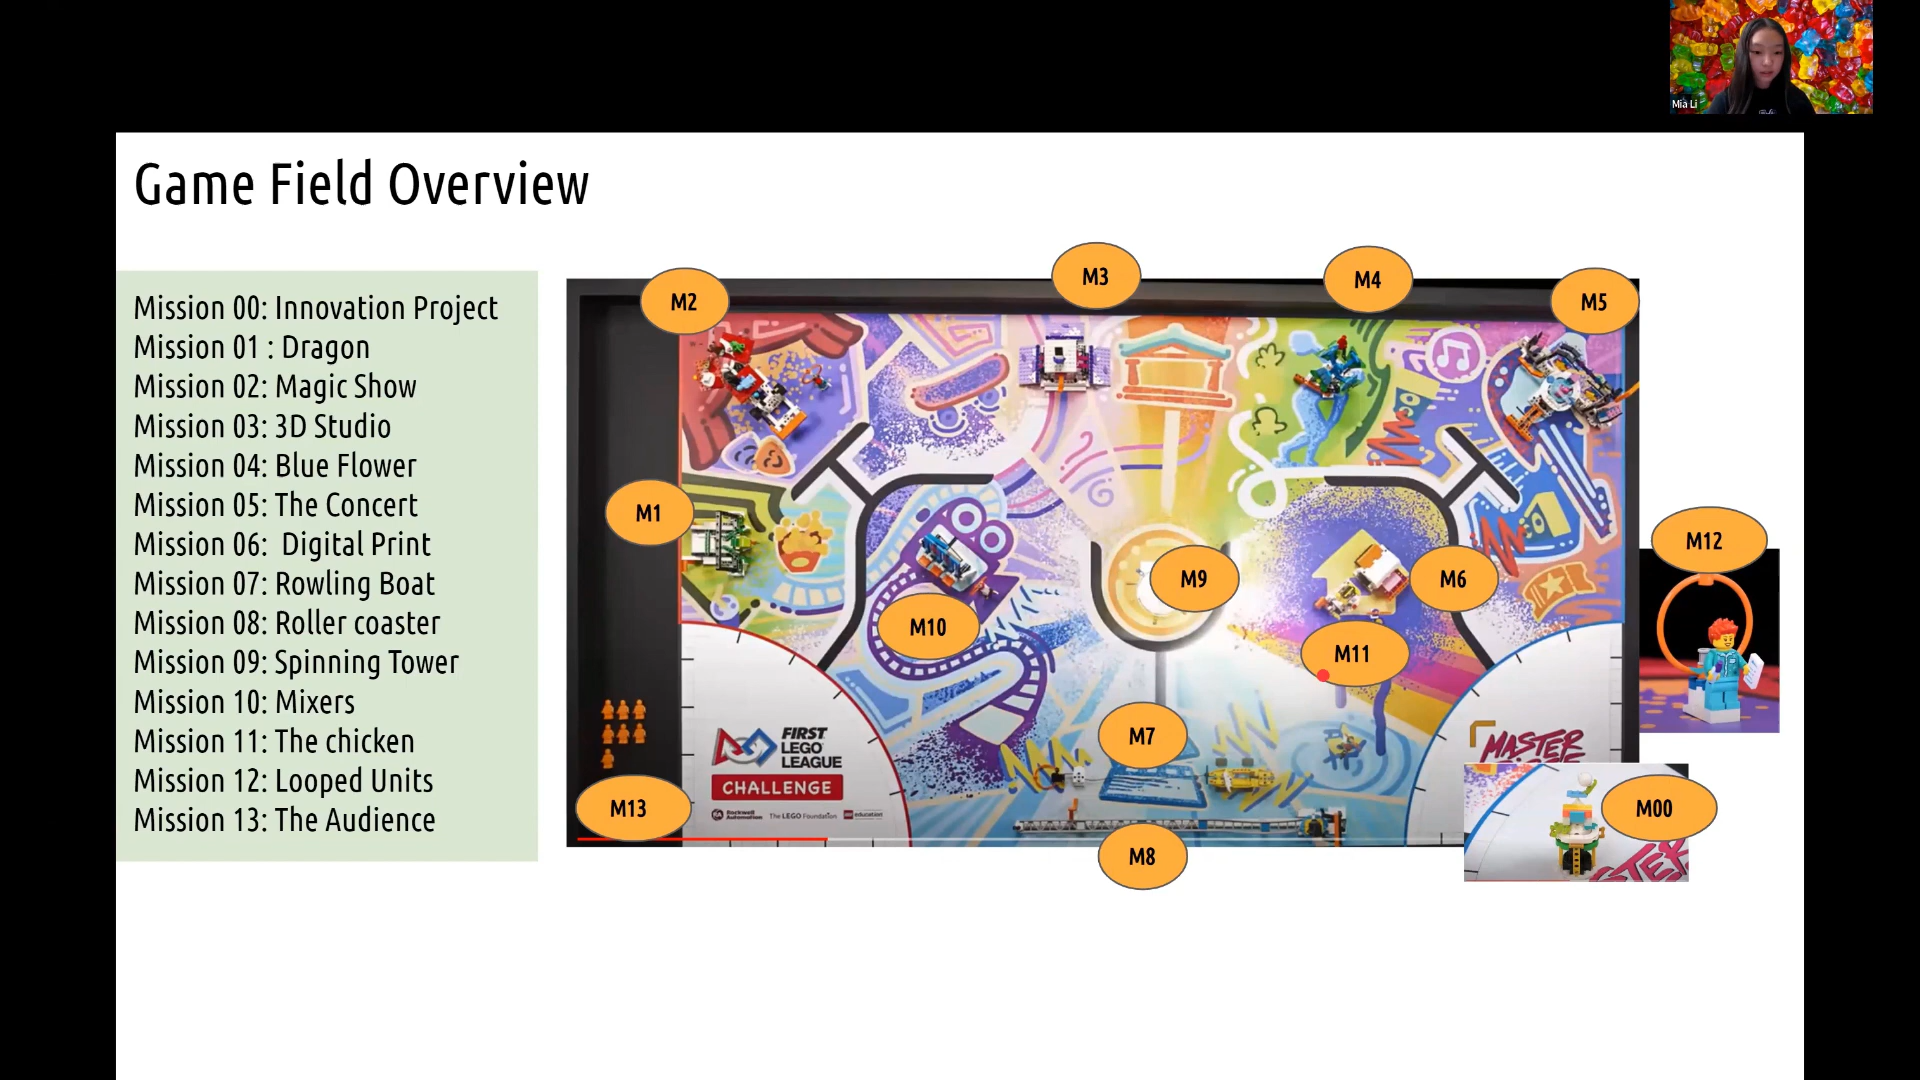 Mia Li
Game Field Overview
Mission 00: Innovation Project
Mission 01 : Dragon
Mission 02: Magic Show
Mission 03: 3D Studio
Mission 04: Blue Flower
Mission 05: The Concert
Mission 06:  Digital Print
Mission 07: Rowling Boat
Mission 08: Roller coaster
Mission 09: Spinning Tower
Mission 10: Mixers
Mission 11: The chicken
Mission 12: Looped Units
Mission 13: The Audience
M2
M3
M4
M5
M1
M12
M9
M6
M10
M11
M7
M13
M8
M00
FIRST
LEGO
LEAGUE
CHALLENGE
Rockwell
Automation
The LEGO Foundation
education
MASTER